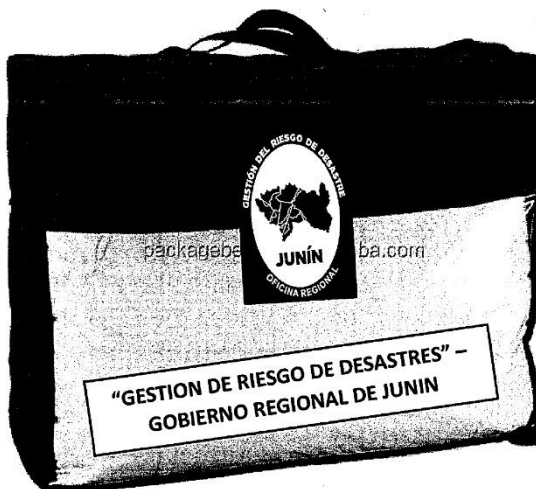 GESTIÓN DEL RIESGO DE DESASTRE
JUNÍN
OFICINA REGIONAL
ba.com
“GESTION DE RIESGO DE DESASTRES” –
GOBIERNO REGIONAL DE JUNIN